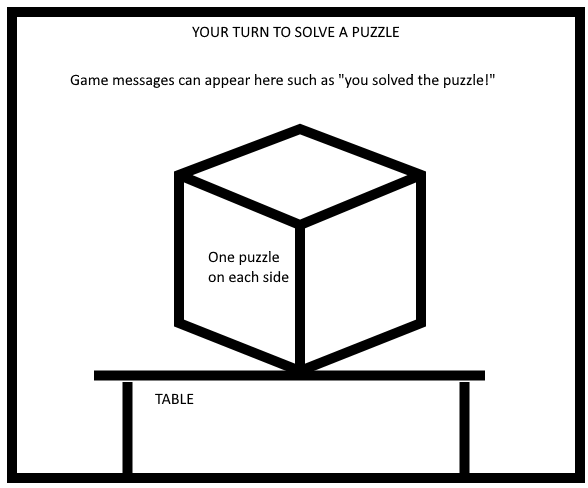 YOUR TURN TO SOLVE A PUZZLE
Game messages can appear here such as "you solved the puzzle!"
One puzzle
on each side
TABLE